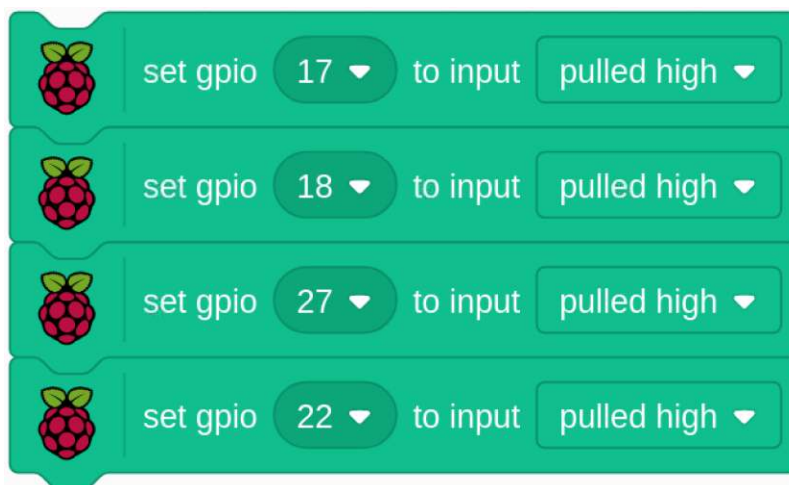 set gpio 17 to input pulled high
set gpio 18 to input pulled high
set gpio 27 to input pulled high
set gpio 22 to input pulled high